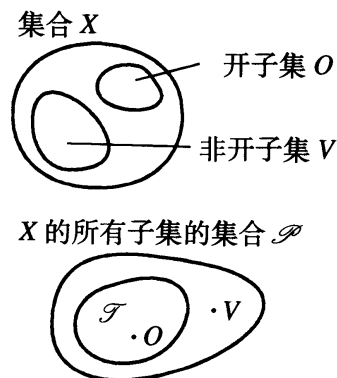 集合 X
开子集 O
非开子集 V
X 的所有子集的集合 𝒫
𝒯
·V
·O